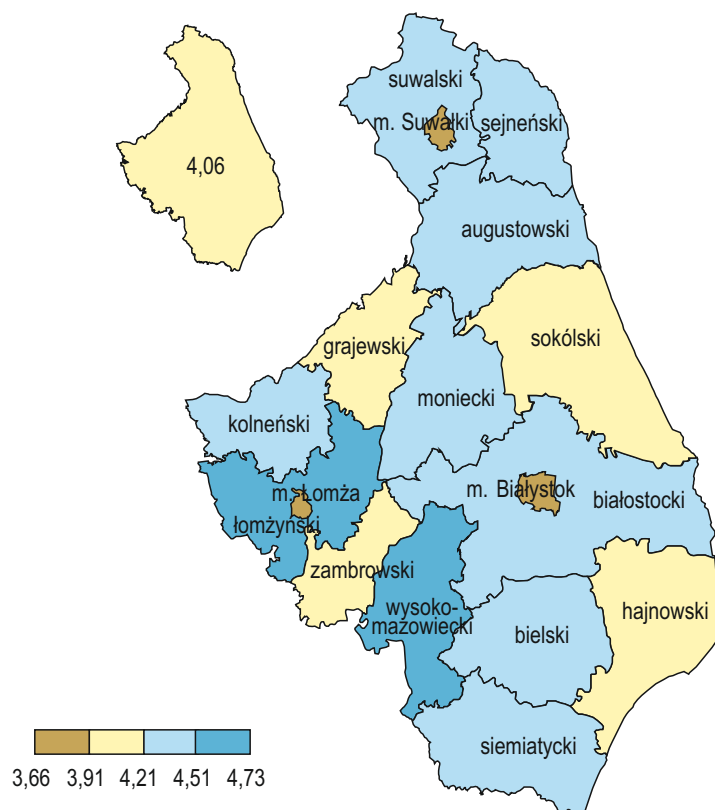 suwalski
m. Suwałki
sejneński
4,06
augustowski
sokólski
grajewski
moniecki
kolneński
m. Łomża
m. Białystok
białostocki
łomżyński
zambrowski
wysoko-
mazowiecki
hajnowski
bielski
siemiatycki
3,66 3,91 4,21 4,51 4,73